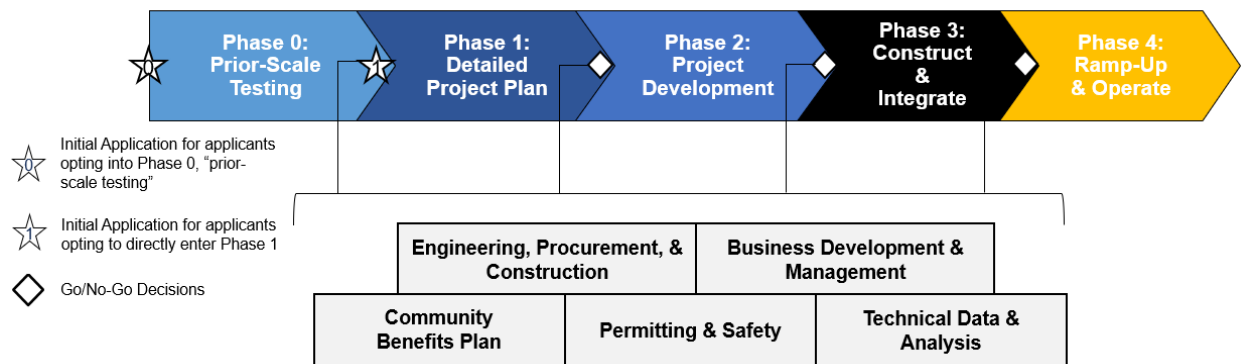 Phase 0:
Prior-Scale
Testing
Phase 1:
Detailed
Project Plan
Phase 2:
Project
Development
Phase 3:
Construct
&
Integrate
Phase 4:
Ramp-Up
& Operate
0
1
0
Initial Application for applicants
opting into Phase 0, “prior-
scale testing”
1
Initial Application for applicants
opting to directly enter Phase 1
Go/No-Go Decisions
Engineering, Procurement, &
Construction
Business Development &
Management
Community
Benefits Plan
Permitting & Safety
Technical Data &
Analysis